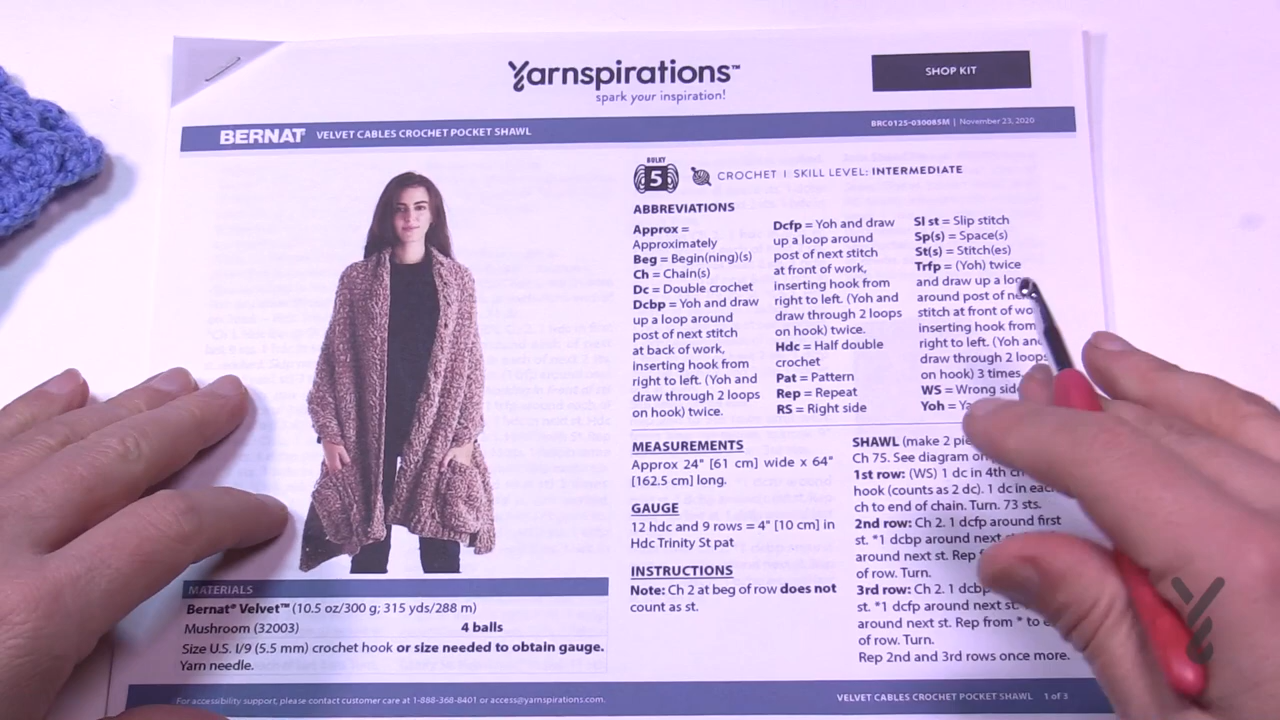 Yarnspirations™
spark your inspiration!
SHOP KIT
BERNAT® VELVET CABLES CROCHET POCKET SHAWL
BRC0125-030085M | November 23, 2020
BULKY
5
CROCHET I SKILL LEVEL: INTERMEDIATE
ABBREVIATIONS
Approx =
Approximately
Beg = Begin(ning)(s)
Ch = Chain(s)
Dc = Double crochet
Dcbp = Yoh and draw
up a loop around
post of next stitch
at back of work,
inserting hook from
right to left. (Yoh and
draw through 2 loops
on hook) twice.
Dcfp = Yoh and draw
up a loop around
post of next stitch
at front of work,
inserting hook from
right to left. (Yoh and
draw through 2 loops
on hook) twice.
Hdc = Half double
crochet
Pat = Pattern
Rep = Repeat
RS = Right side
Sl st = Slip stitch
Sp(s) = Space(s)
St(s) = Stitch(es)
Trfp = (Yoh) twice
and draw up a loop
around post of
stitch at front of
inserting hook from
right to left. (Yoh
draw through 2 loops
on hook) 3 times.
WS = Wrong
Yoh =
MEASUREMENTS
Approx 24" [61 cm] wide x 64"
[162.5 cm] long.
GAUGE
12 hdc and 9 rows = 4" [10 cm] in
Hdc Trinity St pat
INSTRUCTIONS
Note: Ch 2 at beg of row does not
count as st.
SHAWL (make 2
Ch 75. See diagram
1st row: (WS) 1 dc in 4th
hook (counts as 2 dc). 1 dc in
ch to end of chain. Turn. 73 sts.
2nd row: Ch 2. 1 dcfp around first
st. *1 dcbp around next
around next st. Rep
of row. Turn.
3rd row: Ch 2. 1 dcbp
st. *1 dcfp around next st.
around next st. Rep from * to
of row. Turn.
Rep 2nd and 3rd rows once more.
MATERIALS
Bernat® Velvet™ (10.5 oz/300 g; 315 yds/288 m)
Mushroom (32003) 4 balls
Size U.S. I/9 (5.5 mm) crochet hook or size needed to obtain gauge.
Yarn needle.
For accessibility support, please contact customer care at 1-888-368-8401 or access@yarnspirations.com.
VELVET CABLES CROCHET POCKET SHAWL 1 of 3